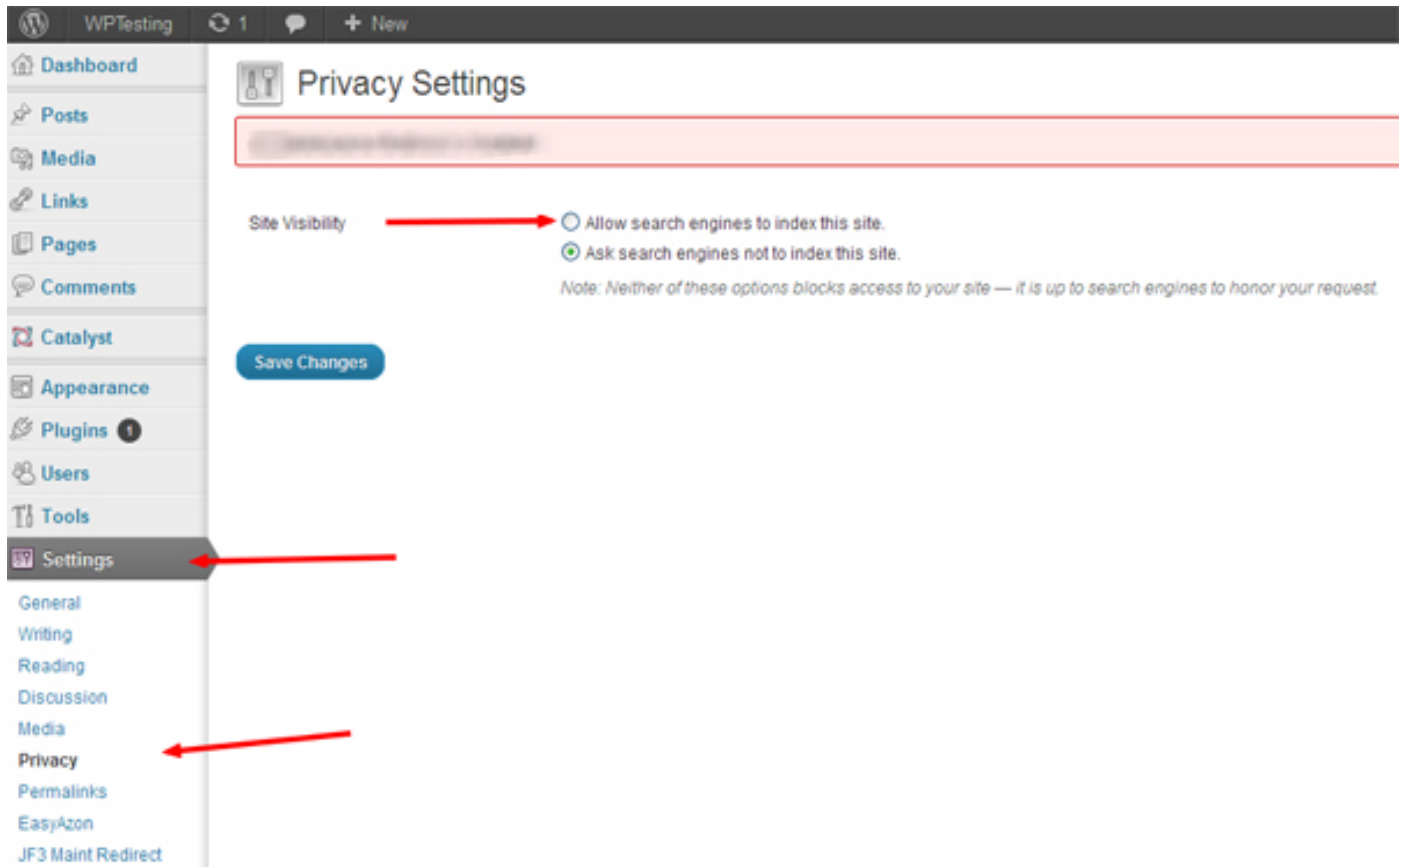 WPTesting 1 + New
Dashboard
Posts
Media
Links
Pages
Comments
Catalyst
Appearance
Plugins 1
Users
Tools
Settings
General
Writing
Reading
Discussion
Media
Privacy
Permalinks
EasyAzon
JF3 Maint Redirect
Privacy Settings
Site Visibility
Allow search engines to index this site.
Ask search engines not to index this site.
Note: Neither of these options blocks access to your site — it is up to search engines to honor your request.
Save Changes